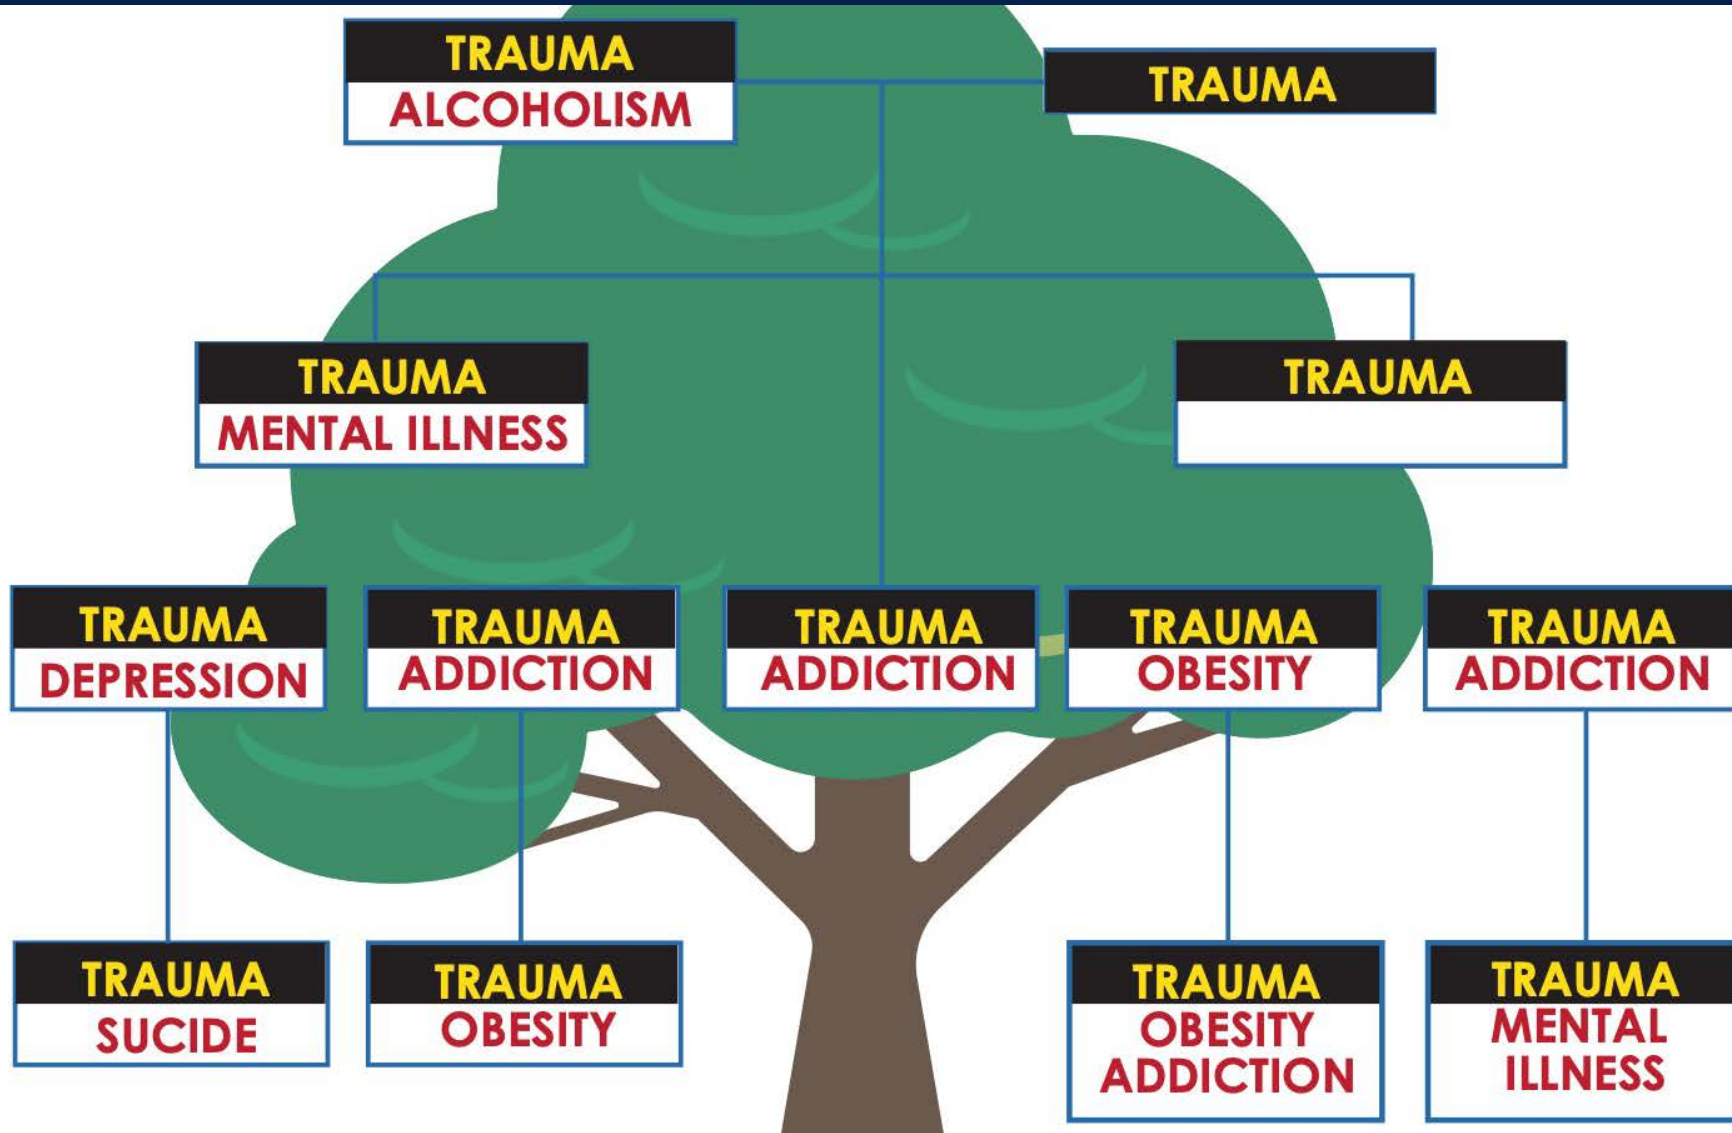 TRAUMA
ALCOHOLISM
TRAUMA
TRAUMA
MENTAL ILLNESS
TRAUMA
TRAUMA
DEPRESSION
TRAUMA
ADDICTION
TRAUMA
ADDICTION
TRAUMA
OBESITY
TRAUMA
ADDICTION
TRAUMA
SUCIDE
TRAUMA
OBESITY
TRAUMA
OBESITY
ADDICTION
TRAUMA
MENTAL
ILLNESS